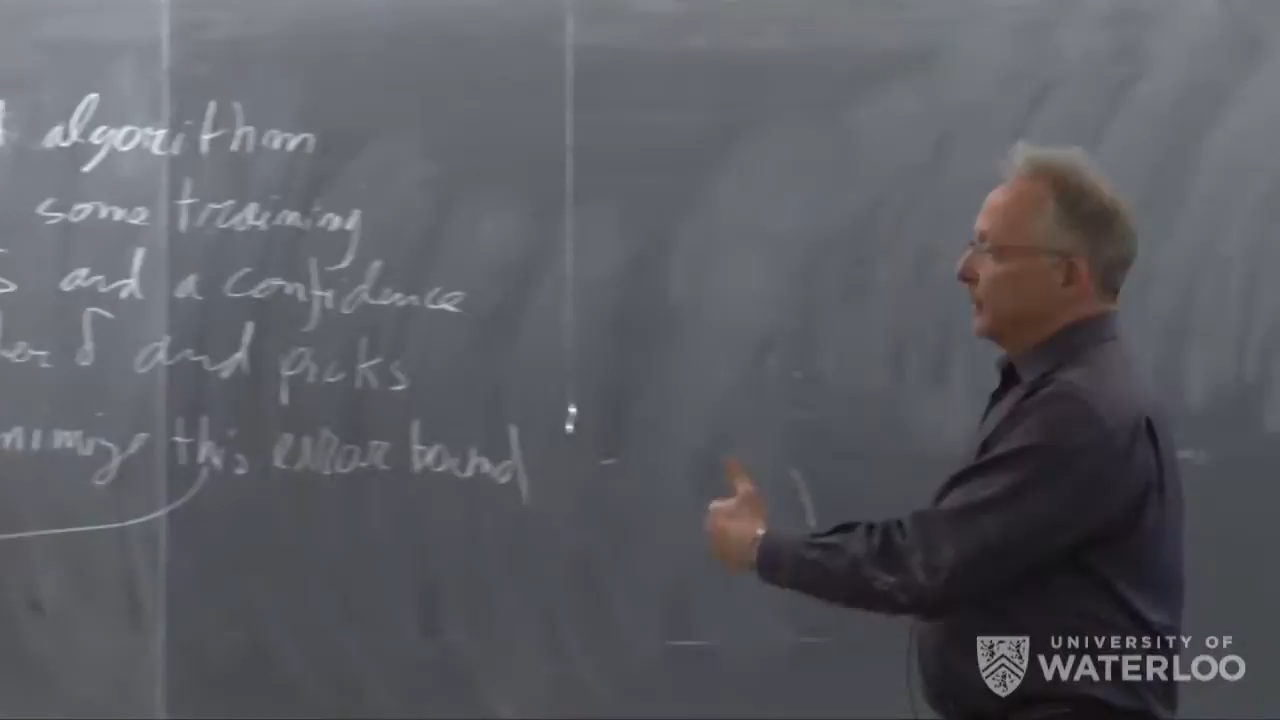 algorithm
some training
S and a confidence
δ and picks
this error bound
UNIVERSITY OF
WATERLOO